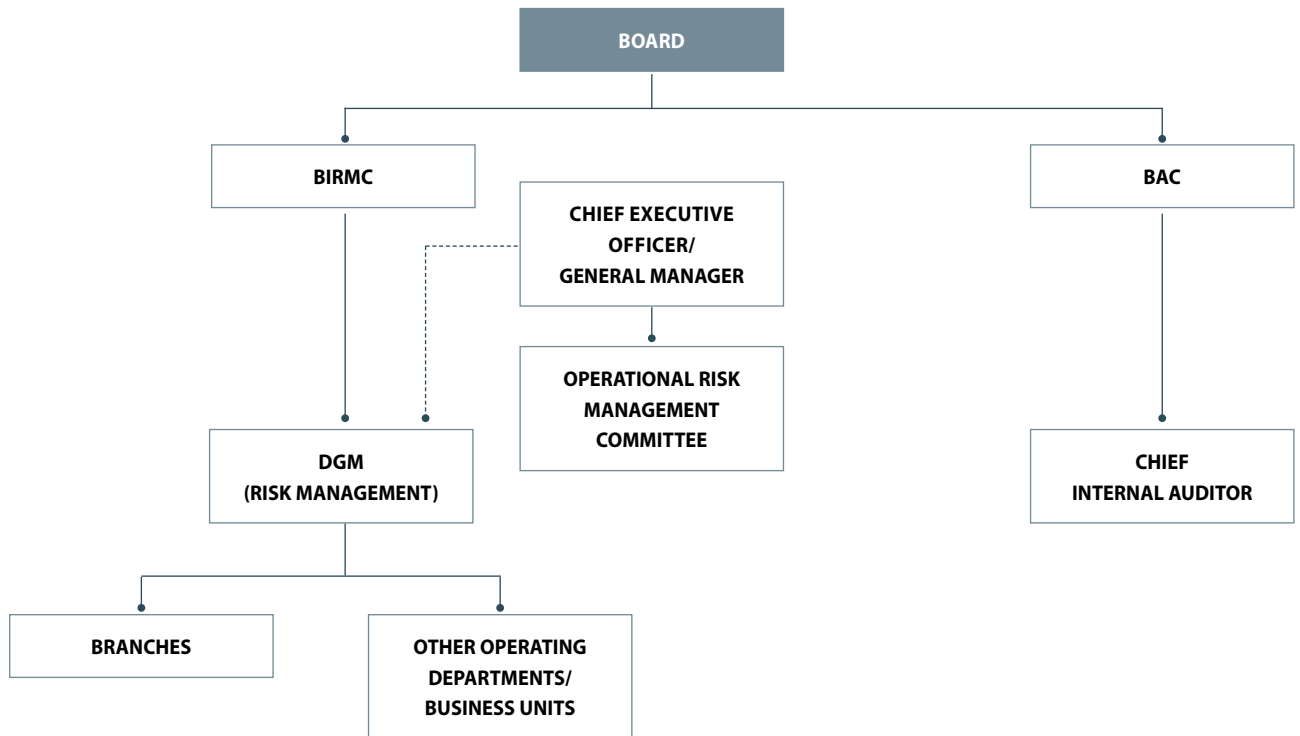 BOARD
BIRMC
BAC
CHIEF EXECUTIVE
OFFICER/
GENERAL MANAGER
OPERATIONAL RISK
MANAGEMENT
COMMITTEE
DGM
(RISK MANAGEMENT)
CHIEF
INTERNAL AUDITOR
BRANCHES
OTHER OPERATING
DEPARTMENTS/
BUSINESS UNITS